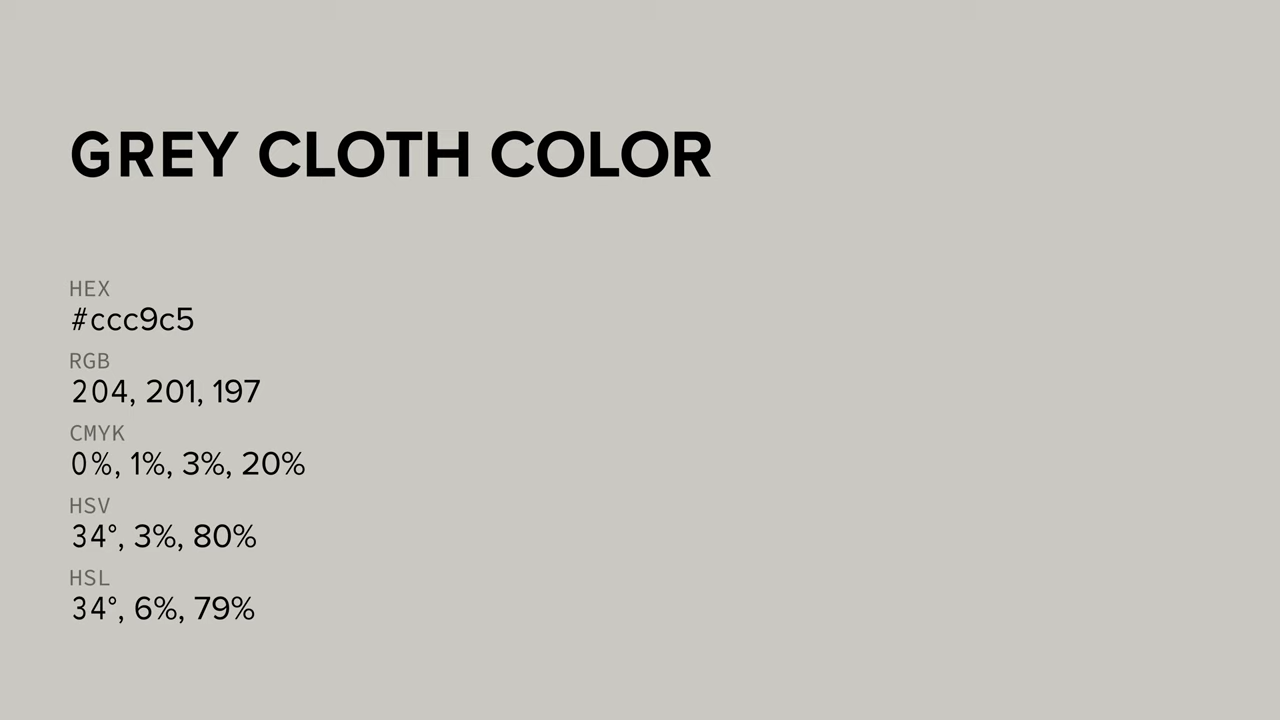 GREY CLOTH COLOR
HEX
#ccc9c5
RGB
204, 201, 197
CMYK
0%, 1%, 3%, 20%
HSV
34°, 3%, 80%
HSL
34°, 6%, 79%